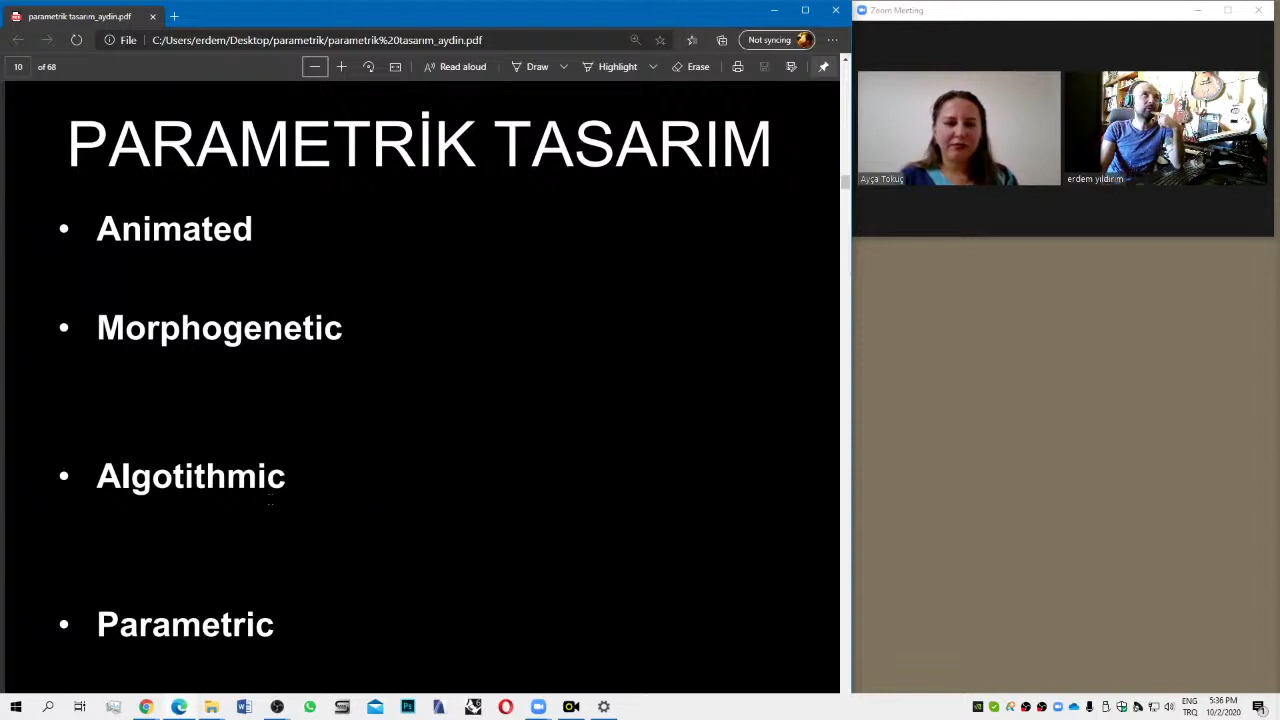 parametrik tasarım_aydin.pdf
File
C:/Users/erdem/Desktop/parametrik/parametrik%20tasarım_aydin.pdf
Not syncing
10 of 68
Read aloud
Draw
Highlight
Erase
PARAMETRİK TASARIM
• Animated
• Morphogenetic
• Algotithmic
• Parametric
Zoom Meeting
Ayça Tokuç
erdem yildirim
ENG
TRQ
5:36 PM
10/2/2020